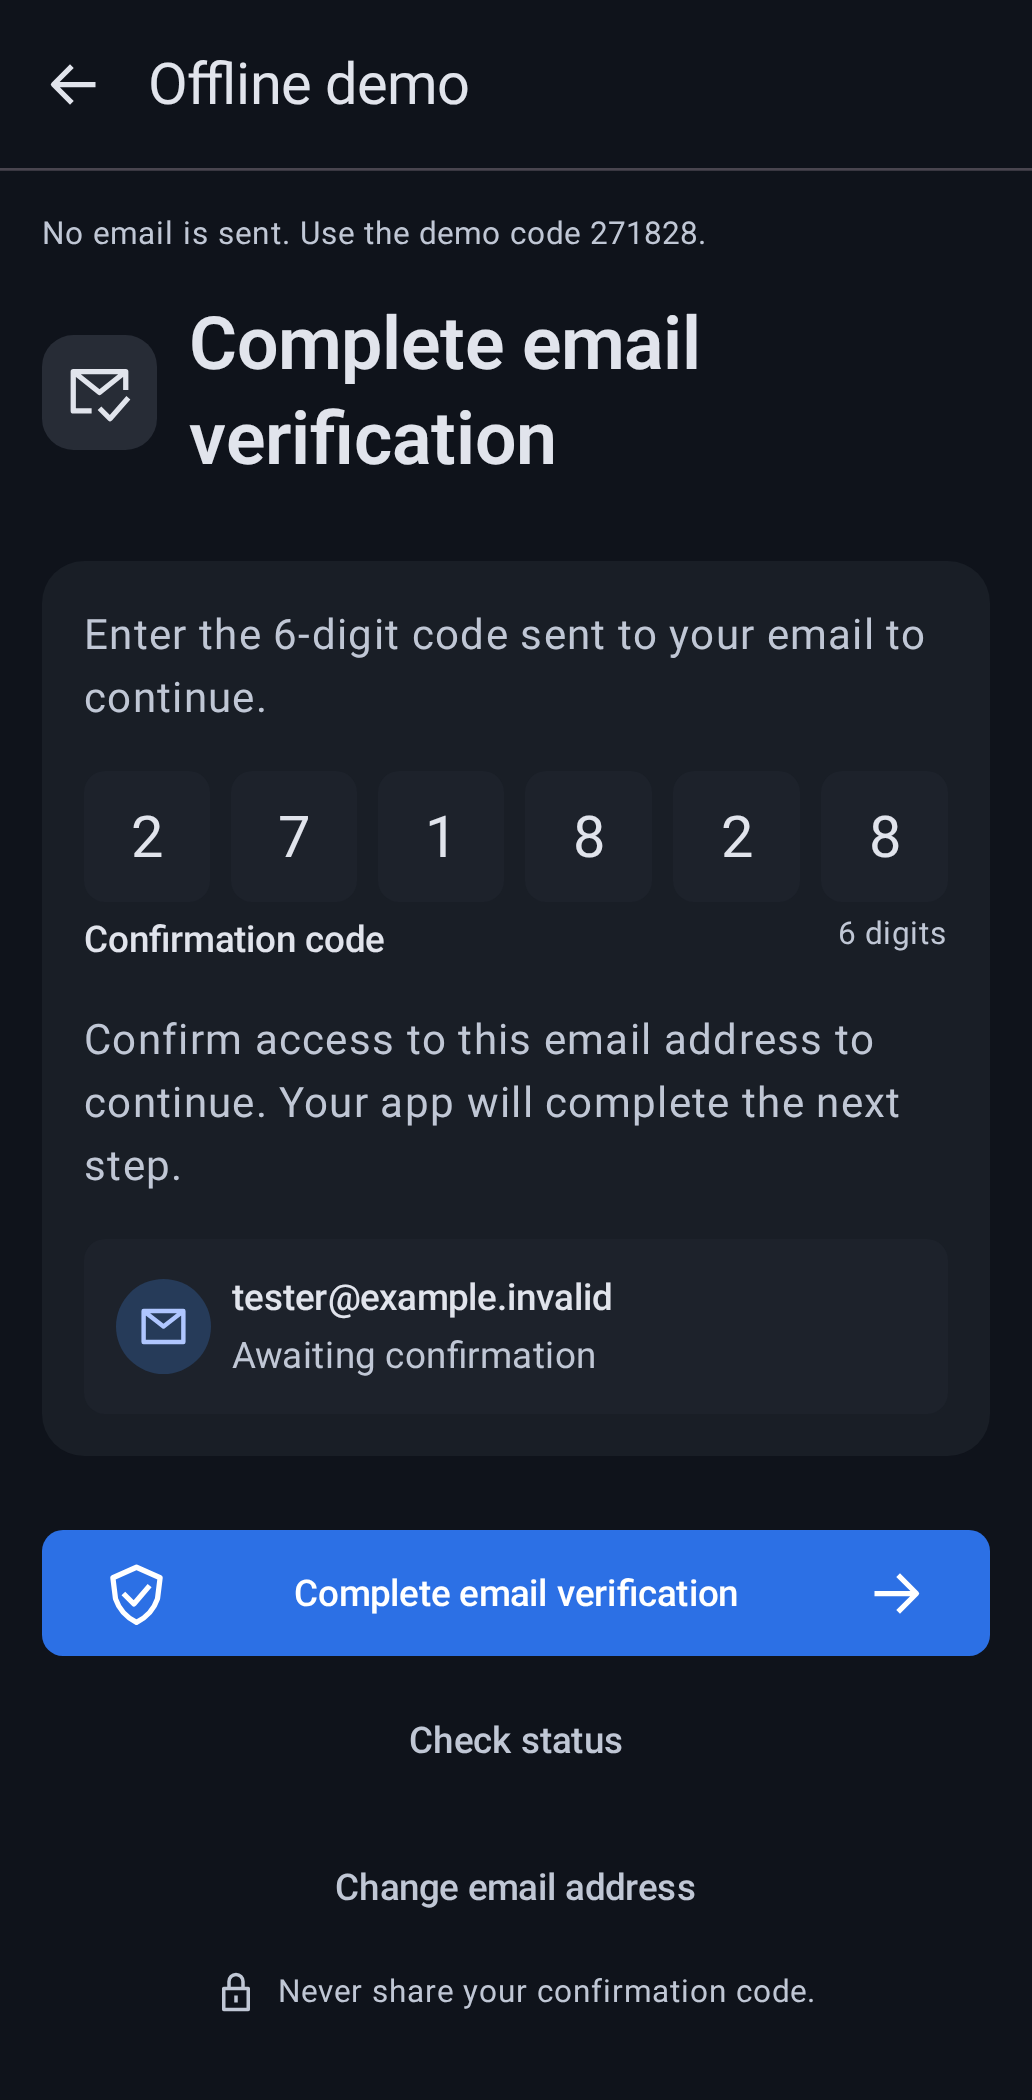 Offline demo
No email is sent. Use the demo code 271828.
Complete email
verification
Enter the 6-digit code sent to your email to
continue.
2 7 1 8 2 8
Confirmation code 6 digits
Confirm access to this email address to
continue. Your app will complete the next
step.
tester@example.invalid
Awaiting confirmation
Complete email verification
Check status
Change email address
Never share your confirmation code.